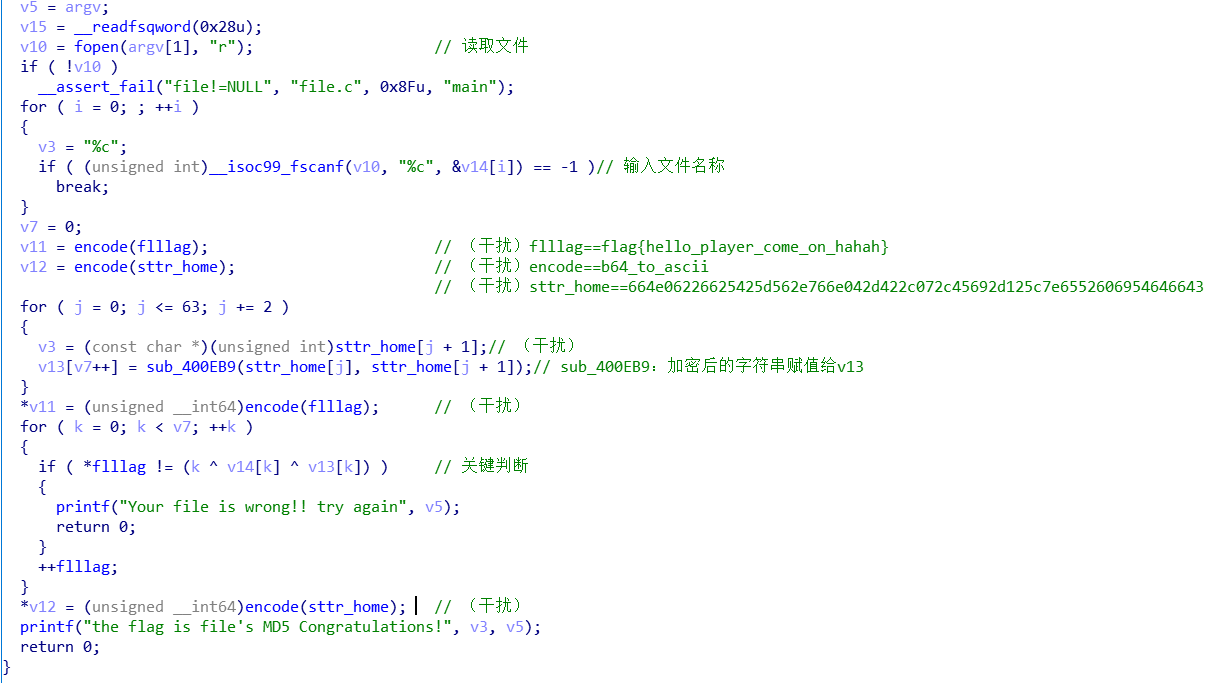 v5 = argv;
v15 = __readfsqword(0x28u);
v10 = fopen(argv[1], "r"); // 读取文件
if ( !v10 )
__assert_fail("file!=NULL", "file.c", 0x8Fu, "main");
for ( i = 0; ; ++i )
{
v3 = "%c";
if ( (unsigned int)__isoc99_fscanf(v10, "%c", &v14[i]) == -1 )// 输入文件名称
break;
}
v7 = 0;
v11 = encode(flllag); // （干扰）flllag==flag{hello_player_come_on_hahah}
v12 = encode(sttr_home); // （干扰）encode==b64_to_ascii
// （干扰）sttr_home==664e06226625425d562e766e042d422c072c45692d125c7e6552606954646643
for ( j = 0; j <= 63; j += 2 )
{
v3 = (const char *)(unsigned int)sttr_home[j + 1];// （干扰）
v13[v7++] = sub_400EB9(sttr_home[j], sttr_home[j + 1]);// sub_400EB9：加密后的字符串赋值给v13
}
*v11 = (unsigned __int64)encode(flllag); // （干扰）
for ( k = 0; k < v7; ++k )
{
if ( *flllag != (k ^ v14[k] ^ v13[k]) ) // 关键判断
{
printf("Your file is wrong!! try again", v5);
return 0;
}
++flllag;
}
*v12 = (unsigned __int64)encode(sttr_home); // （干扰）
printf("the flag is file's MD5 Congratulations!", v3, v5);
return 0;
}